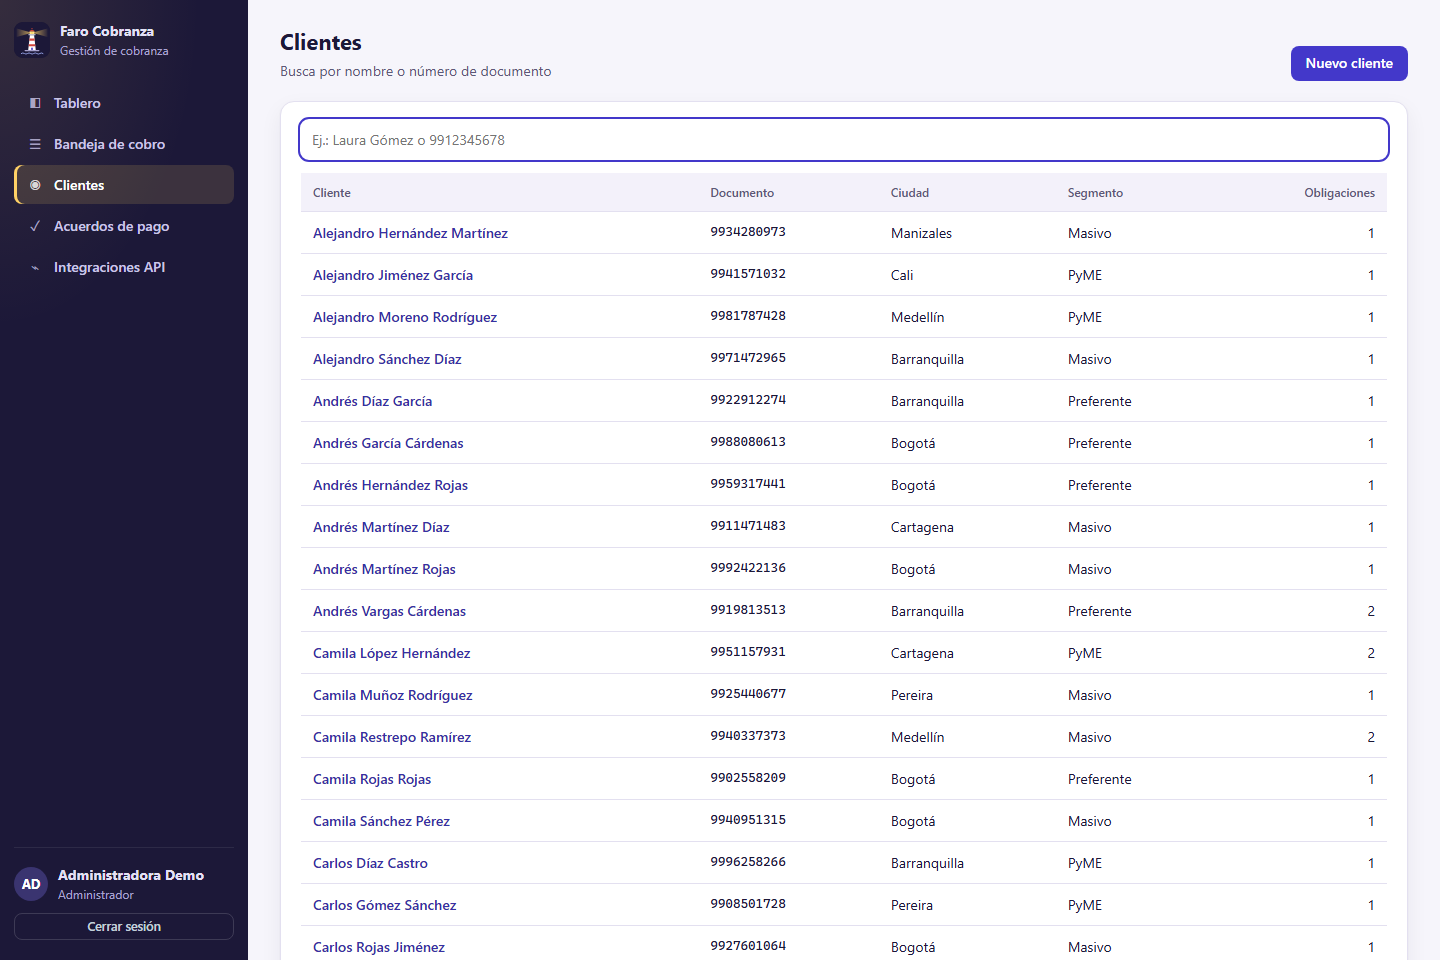 Faro Cobranza
Gestión de cobranza
Tablero
Bandeja de cobro
Clientes
Acuerdos de pago
Integraciones API
Administradora Demo
AD
Administrador
Cerrar sesión
Clientes
Busca por nombre o número de documento
Nuevo cliente
Ej.: Laura Gómez o 9912345678
Cliente Documento Ciudad Segmento Obligaciones
Alejandro Hernández Martínez 9934280973 Manizales Masivo 1
Alejandro Jiménez García 9941571032 Cali PyME 1
Alejandro Moreno Rodríguez 9981787428 Medellín PyME 1
Alejandro Sánchez Díaz 9971472965 Barranquilla Masivo 1
Andrés Díaz García 9922912274 Barranquilla Preferente 1
Andrés García Cárdenas 9988080613 Bogotá Preferente 1
Andrés Hernández Rojas 9959317441 Bogotá Preferente 1
Andrés Martínez Díaz 9911471483 Cartagena Masivo 1
Andrés Martínez Rojas 9992422136 Bogotá Masivo 1
Andrés Vargas Cárdenas 9919813513 Barranquilla Preferente 2
Camila López Hernández 9951157931 Cartagena PyME 2
Camila Muñoz Rodríguez 9925440677 Pereira Masivo 1
Camila Restrepo Ramírez 9940337373 Medellín Masivo 2
Camila Rojas Rojas 9902558209 Bogotá Preferente 1
Camila Sánchez Pérez 9940951315 Bogotá Masivo 1
Carlos Díaz Castro 9996258266 Barranquilla PyME 1
Carlos Gómez Sánchez 9908501728 Pereira PyME 1
Carlos Rojas Jiménez 9927601064 Bogotá Masivo 1